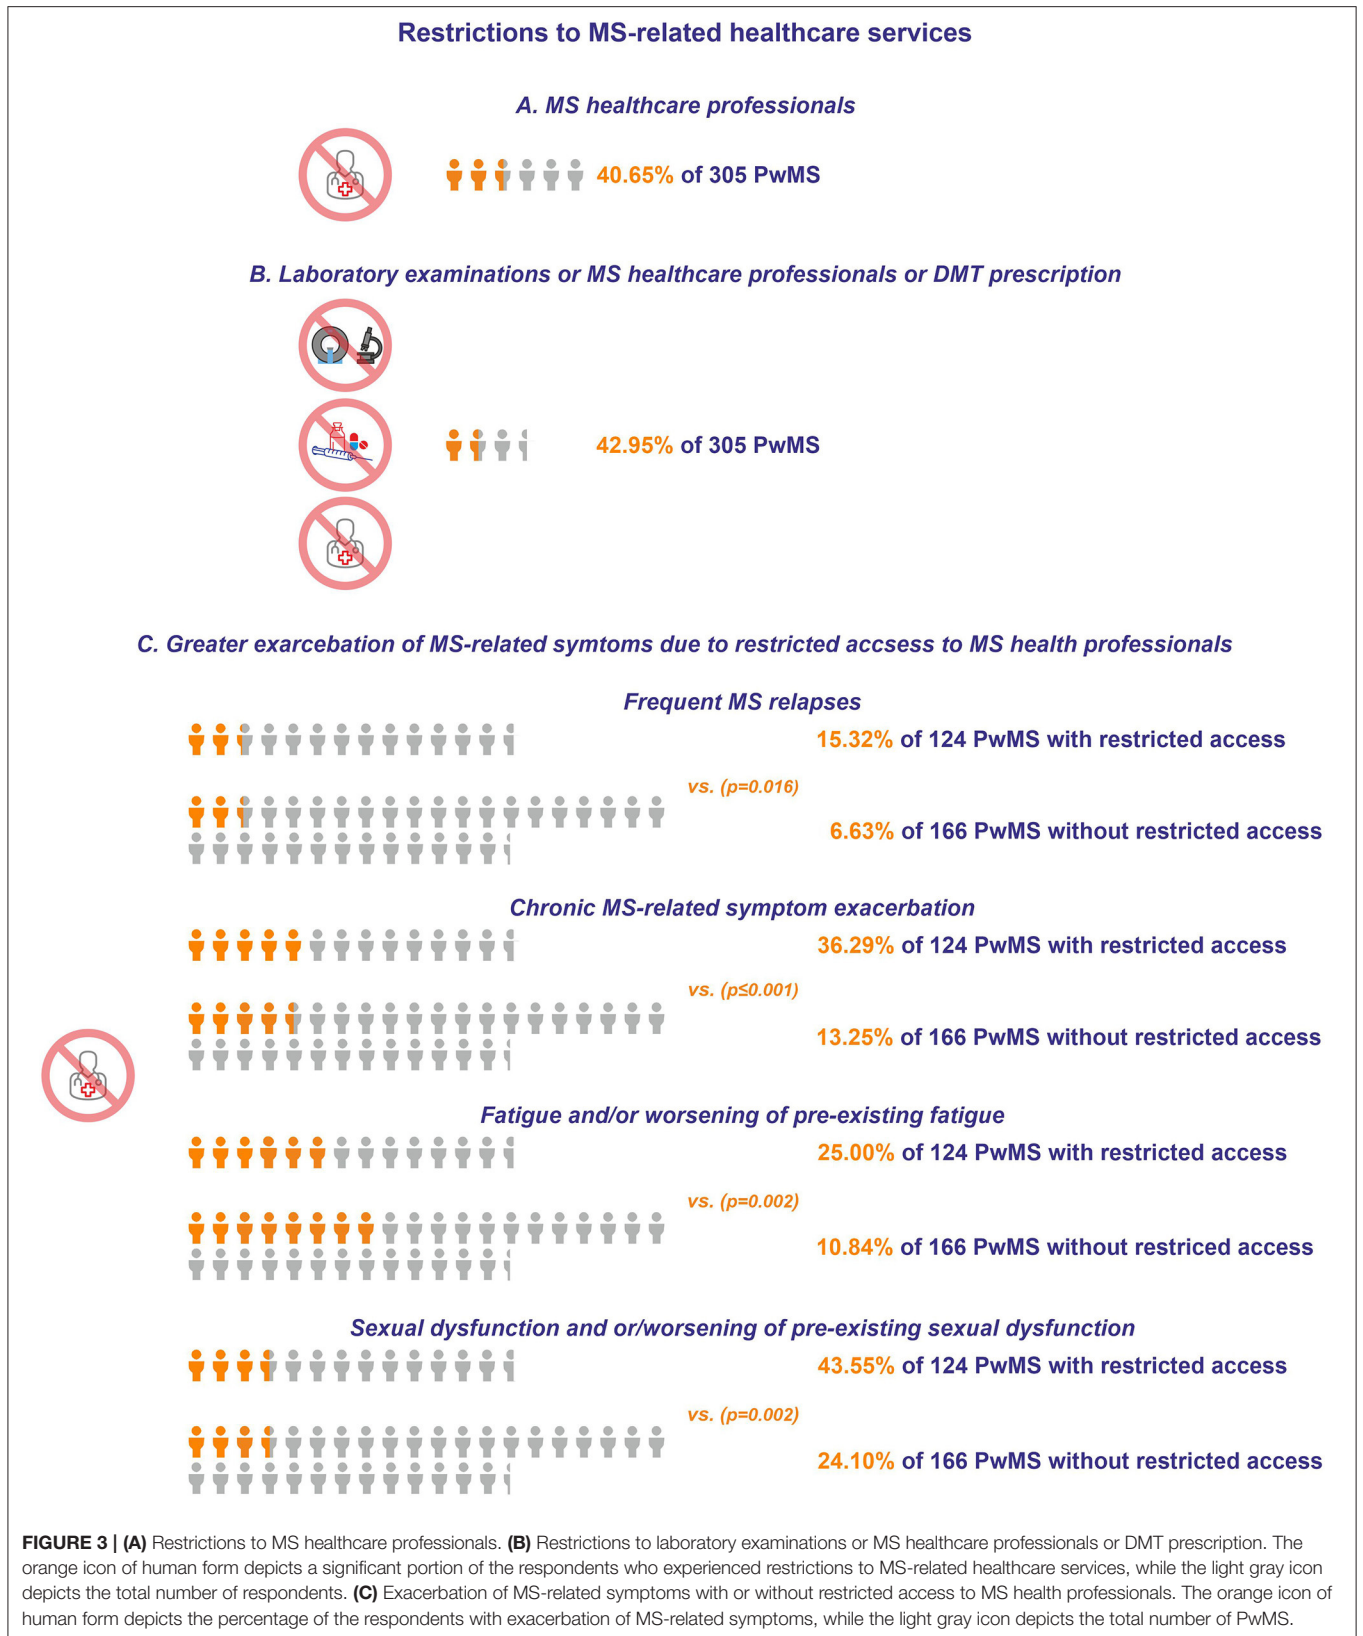 Restrictions to MS-related healthcare services
A. MS healthcare professionals
40.65% of 305 PwMS
B. Laboratory examinations or MS healthcare professionals or DMT prescription
42.95% of 305 PwMS
C. Greater exarcebation of MS-related symtoms due to restricted accsess to MS health professionals
Frequent MS relapses
15.32% of 124 PwMS with restricted access
vs. (p=0.016)
6.63% of 166 PwMS without restricted access
Chronic MS-related symptom exacerbation
36.29% of 124 PwMS with restricted access
vs. (p≤0.001)
13.25% of 166 PwMS without restricted access
Fatigue and/or worsening of pre-existing fatigue
25.00% of 124 PwMS with restricted access
vs. (p=0.002)
10.84% of 166 PwMS without restriced access
Sexual dysfunction and or/worsening of pre-existing sexual dysfunction
43.55% of 124 PwMS with restricted access
vs. (p=0.002)
24.10% of 166 PwMS without restricted access
FIGURE 3 | (A) Restrictions to MS healthcare professionals. (B) Restrictions to laboratory examinations or MS healthcare professionals or DMT prescription. The
orange icon of human form depicts a significant portion of the respondents who experienced restrictions to MS-related healthcare services, while the light gray icon
depicts the total number of respondents. (C) Exacerbation of MS-related symptoms with or without restricted access to MS health professionals. The orange icon of
human form depicts the percentage of the respondents with exacerbation of MS-related symptoms, while the light gray icon depicts the total number of PwMS.